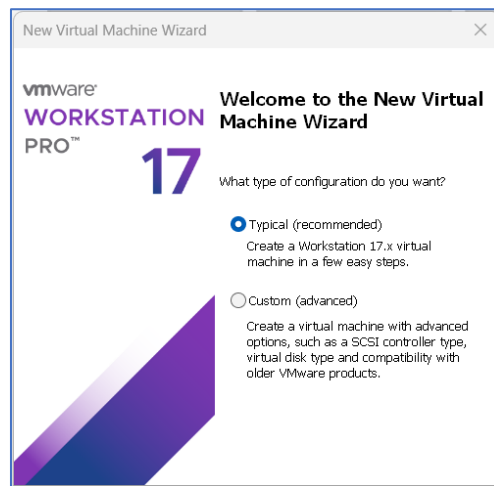 New Virtual Machine Wizard
vmware
WORKSTATION
PRO™
17
Welcome to the New Virtual
Machine Wizard
What type of configuration do you want?
Typical (recommended)
Create a Workstation 17.x virtual
machine in a few easy steps.
Custom (advanced)
Create a virtual machine with advanced
options, such as a SCSI controller type,
virtual disk type and compatibility with
older VMware products.